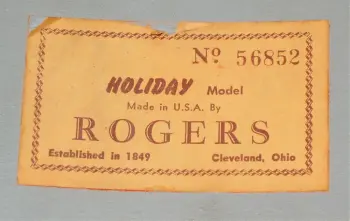 No 56852
HOLIDAY Model
Made in U.S.A. By
ROGERS
Established in 1849 Cleveland, Ohio